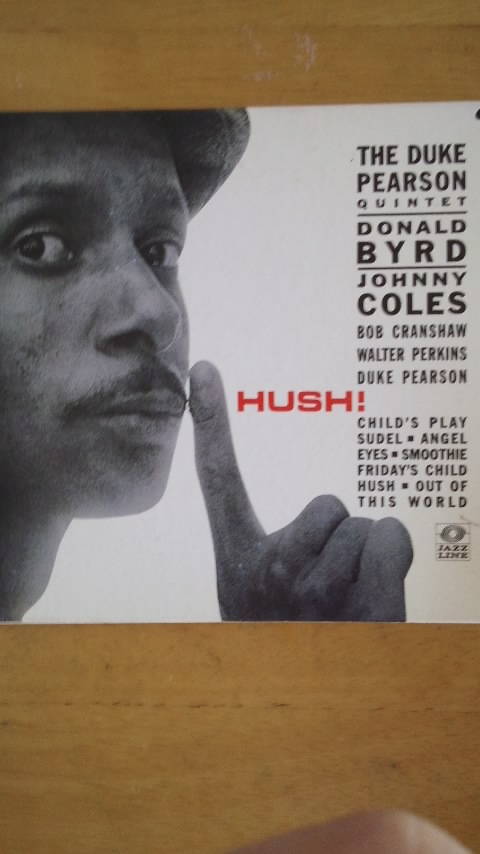 THE DUKE
PEARSON
QUINTET
DONALD
BYRD
JOHNNY
COLES
BOB CRANSHAW
WALTER PERKINS
DUKE PEARSON
HUSH!
CHILD'S PLAY
SUDEL ▪ ANGEL
EYES ▪ SMOOTHIE
FRIDAY'S CHILD
HUSH ▪ OUT OF
THIS WORLD
JAZZ
LINE